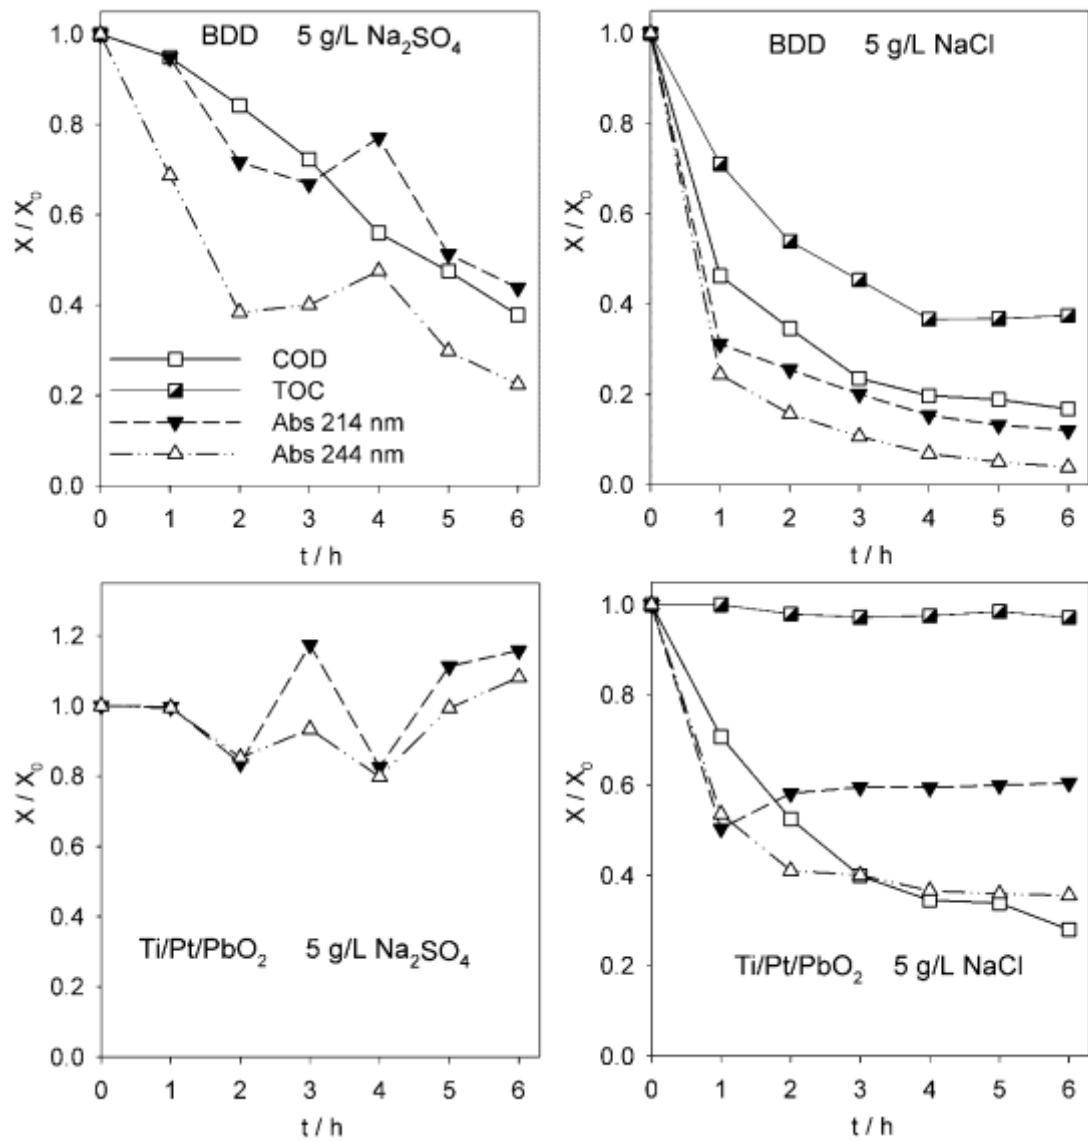 BDD 5 g/L Na₂SO₄
X / X₀
1.0
0.8
0.6
0.4
0.2
0.0
COD
TOC
Abs 214 nm
Abs 244 nm
0 1 2 3 4 5 6
t / h
BDD 5 g/L NaCl
X / X₀
1.0
0.8
0.6
0.4
0.2
0.0
0 1 2 3 4 5 6
t / h
X / X₀
1.2
1.0
0.8
0.6
0.4
0.2
0.0
Ti/Pt/PbO₂ 5 g/L Na₂SO₄
0 1 2 3 4 5 6
t / h
X / X₀
1.0
0.8
0.6
0.4
0.2
0.0
Ti/Pt/PbO₂ 5 g/L NaCl
0 1 2 3 4 5 6
t / h